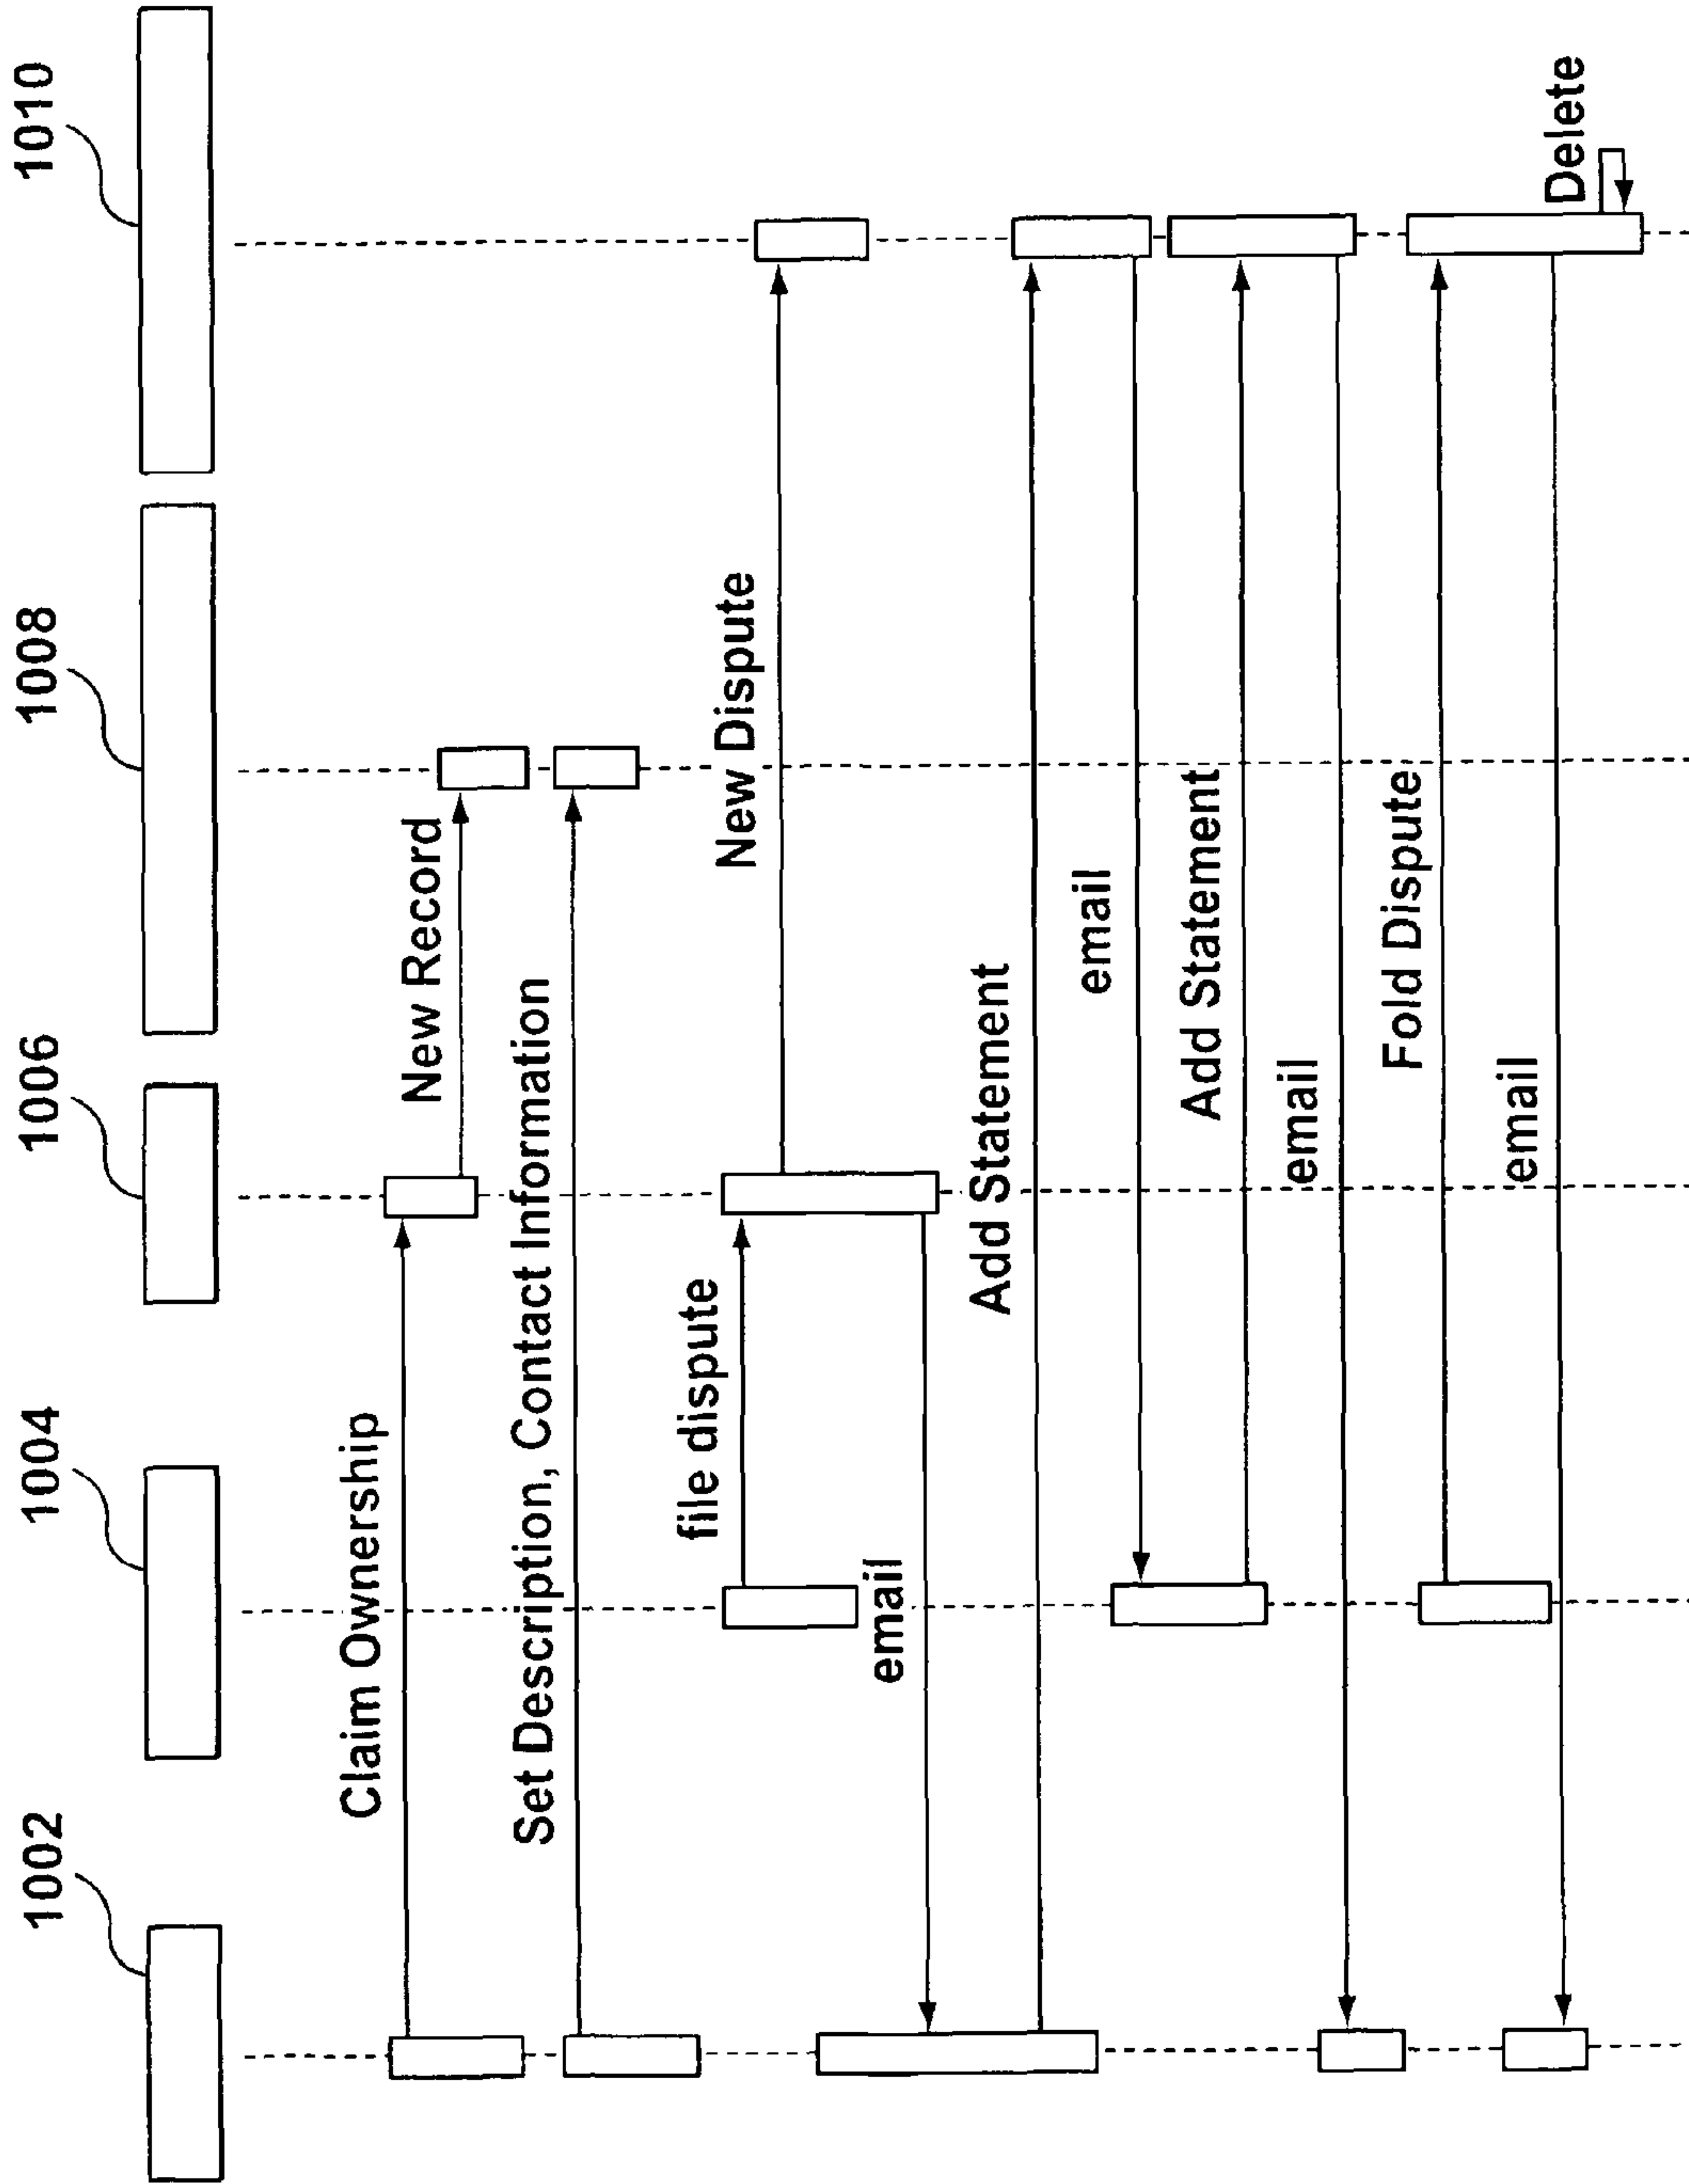 1002
1004
1006
1008
1010
Claim Ownership
New Record
Set Description, Contact Information
file dispute
New Dispute
email
Add Statement
email
Add Statement
email
Fold Dispute
email
Delete